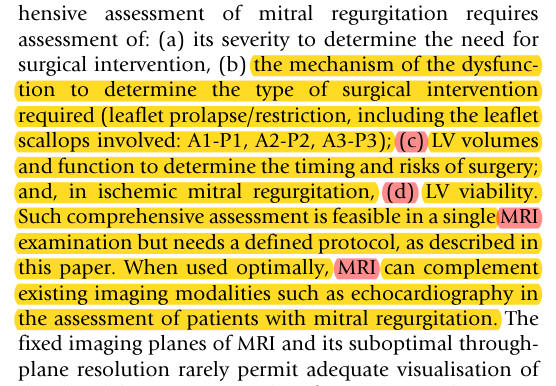 hensive assessment of mitral regurgitation requires
assessment of: (a) its severity to determine the need for
surgical intervention, (b) the mechanism of the dysfunc-
tion to determine the type of surgical intervention
required (leaflet prolapse/restriction, including the leaflet
scallops involved: A1-P1, A2-P2, A3-P3); (c) LV volumes
and function to determine the timing and risks of surgery;
and, in ischemic mitral regurgitation, (d) LV viability.
Such comprehensive assessment is feasible in a single MRI
examination but needs a defined protocol, as described in
this paper. When used optimally, MRI can complement
existing imaging modalities such as echocardiography in
the assessment of patients with mitral regurgitation. The
fixed imaging planes of MRI and its suboptimal through-
plane resolution rarely permit adequate visualisation of